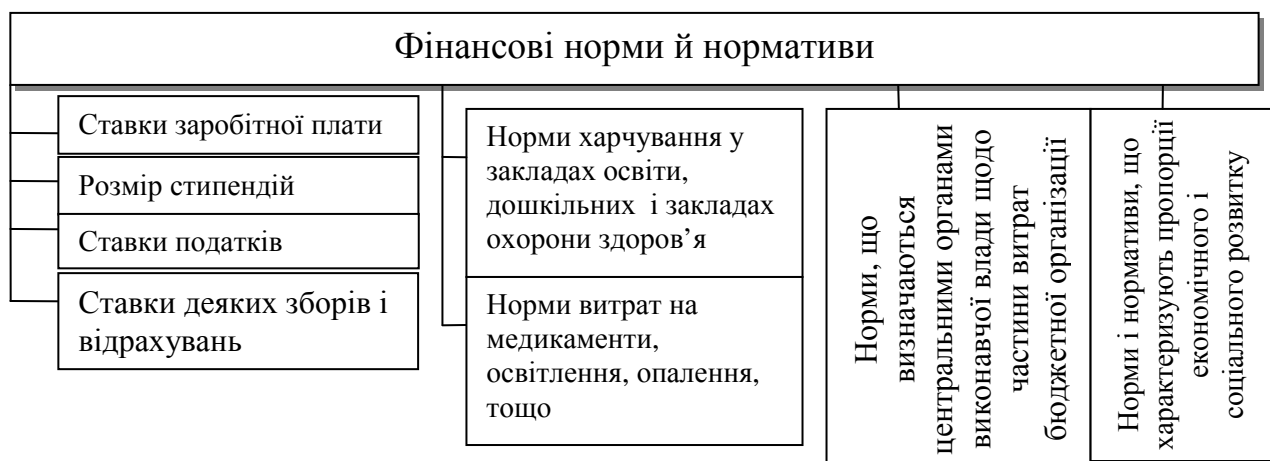 Фінансові норми й нормативи
Ставки заробітної плати
Розмір стипендій
Ставки податків
Ставки деяких зборів і
відрахувань
Норми харчування у
закладах освіти,
дошкільних і закладах
охорони здоров’я
Норми витрат на
медикаменти,
освітлення, опалення,
тощо
Норми, що
визначаються
центральними органами
виконавчої влади щодо
частини витрат
бюджетної організації
Норми і нормативи, що
характеризують пропорції
економічного і
соціального розвитку